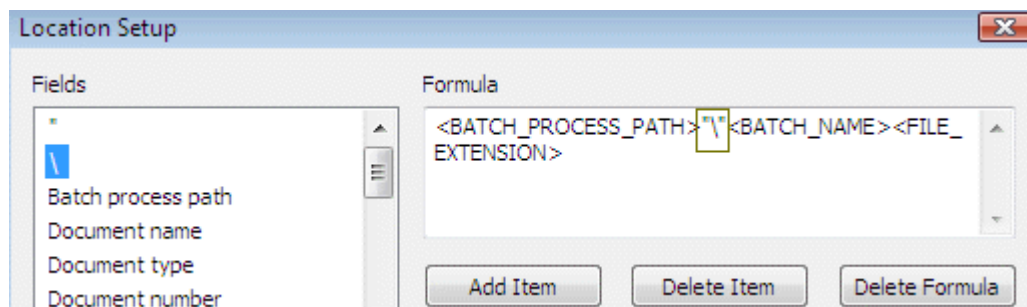 Location Setup
Fields
Formula
"
\
Batch process path
Document name
Document type
Document number
<BATCH_PROCESS_PATH>"\"<BATCH_NAME><FILE_
EXTENSION>
Add Item
Delete Item
Delete Formula